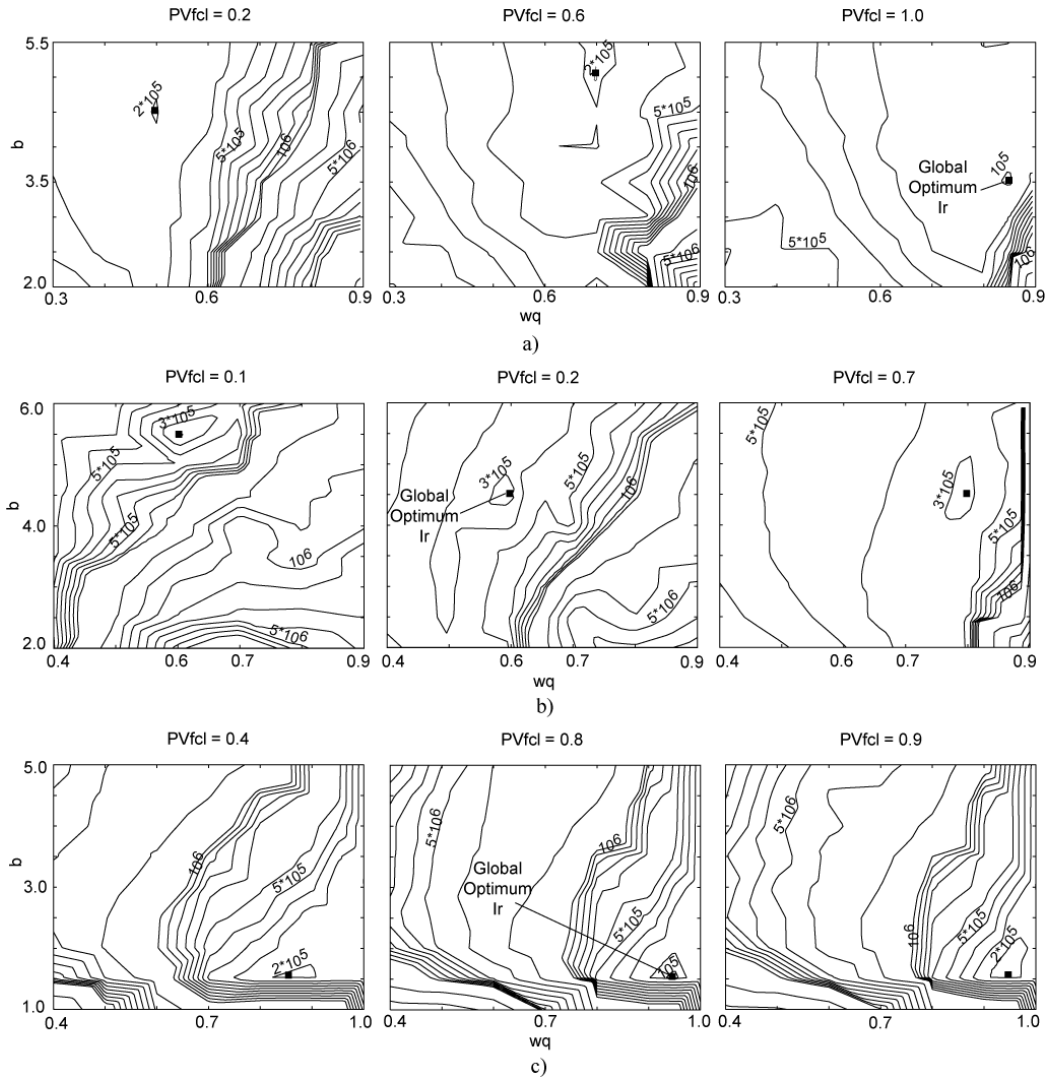 PVfcl = 0.2
PVfcl = 0.6
PVfcl = 1.0
5.5
3.5
2.0
b
2*105
5*105
106
5*106
0.3
0.6
0.9
2*105
106
5*106
0.3
0.6
0.9
wq
105
Global
Optimum
Ir
5*105
106
0.3
0.6
0.9
a)
PVfcl = 0.1
PVfcl = 0.2
PVfcl = 0.7
6.0
4.0
2.0
b
3*105
5*105
5*105
106
5*106
0.4
0.7
0.9
3*105
5*105
106
Global
Optimum
Ir
5*106
0.4
0.6
0.7
0.9
wq
5*105
3*105
5*105
106
0.4
0.7
0.9
b)
PVfcl = 0.4
PVfcl = 0.8
PVfcl = 0.9
5.0
3.0
1.0
b
106
5*105
2*105
0.4
0.7
1.0
5*106
106
Global
Optimum
Ir
5*105
105
0.4
0.7
1.0
wq
5*106
106
5*105
2*105
0.4
0.7
1.0
c)